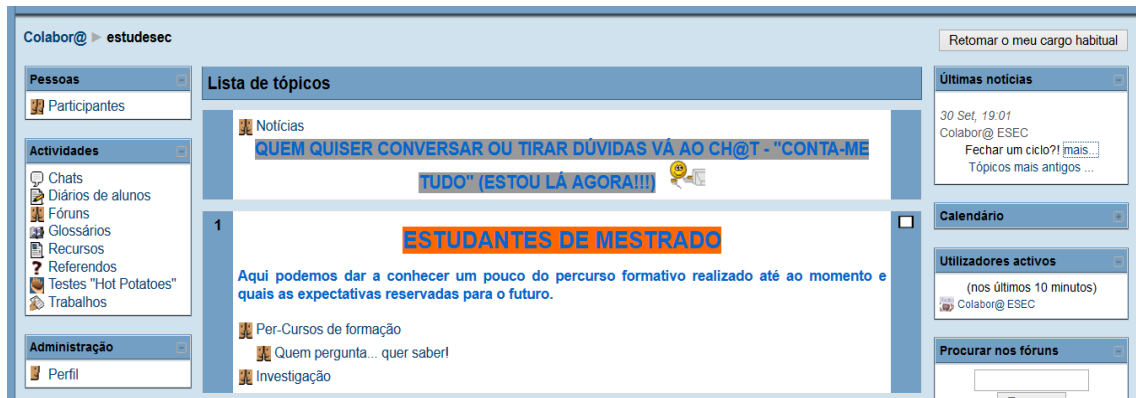 Colabor@ ► estudesec
Retomar o meu cargo habitual
Pessoas
Participantes
Actividades
Chats
Diários de alunos
Fóruns
Glossários
Recursos
Referendos
Testes "Hot Potatoes"
Trabalhos
Administração
Perfil
Lista de tópicos
Notícias
QUEM QUISER CONVERSAR OU TIRAR DÚVIDAS VÁ AO CH@T - "CONTA-ME
TUDO" (ESTOU LÁ AGORA!!!)
1
ESTUDANTES DE MESTRADO
Aqui podemos dar a conhecer um pouco do percurso formativo realizado até ao momento e
quais as expectativas reservadas para o futuro.
Per-Cursos de formação
Quem pergunta... quer saber!
Investigação
Últimas notícias
30 Set, 19:01
Colabor@ ESEC
Fechar um ciclo?! mais...
Tópicos mais antigos ...
Calendário
Utilizadores activos
(nos últimos 10 minutos)
Colabor@ ESEC
Procurar nos fóruns